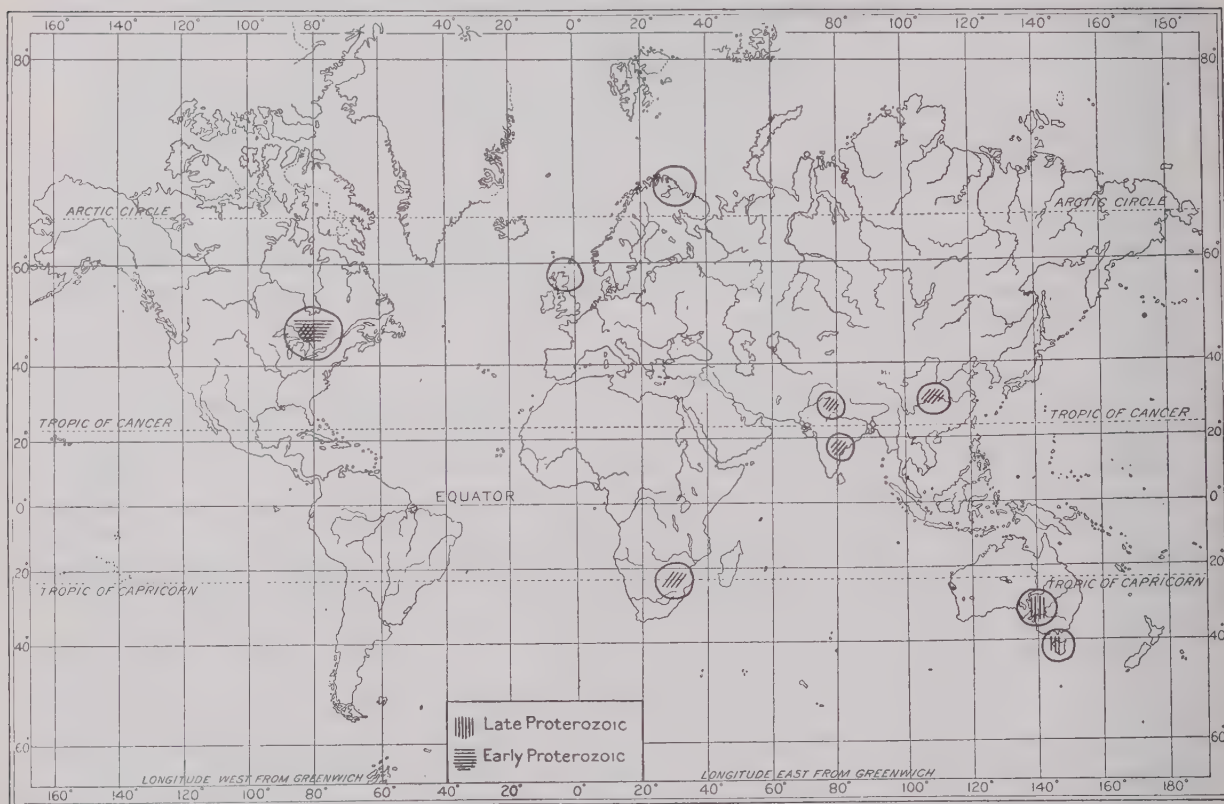 160° 140° 120° 100° 80° 60° 40° 20° 0° 20° 40° 60° 80° 100° 120° 140° 160° 180°
80° 80°
ARCTIC CIRCLE ARCTIC CIRCLE
60° 60°
40° 40°
TROPIC OF CANCER TROPIC OF CANCER
20° 20°
EQUATOR
0° 0°
20° 20°
TROPIC OF CAPRICORN TROPIC OF CAPRICORN
40° 40°
Late Proterozoic
Early Proterozoic
60° 60°
LONGITUDE WEST FROM GREENWICH LONGITUDE EAST FROM GREENWICH
160° 140° 120° 100° 80° 60° 40° 20° 0° 20° 40° 60° 80° 100° 120° 140° 160° 180°